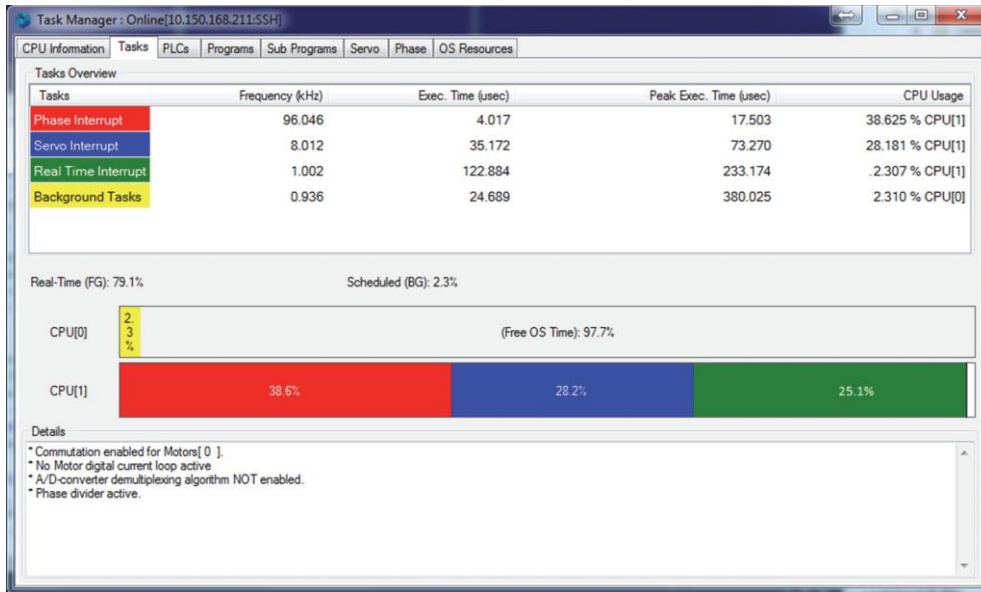 Task Manager : Online[10.150.168.211:SSH]
CPU Information Tasks PLCs Programs Sub Programs Servo Phase OS Resources
Tasks Overview
Tasks Frequency (kHz) Exec. Time (usec) Peak Exec. Time (usec) CPU Usage
Phase Interrupt 96.046 4.017 17.503 38.625 % CPU[1]
Servo Interrupt 8.012 35.172 73.270 28.181 % CPU[1]
Real Time Interrupt 1.002 122.884 233.174 .2.307 % CPU[1]
Background Tasks 0.936 24.689 380.025 2.310 % CPU[0]
Real-Time (FG): 79.1% Scheduled (BG): 2.3%
CPU[0] 2.3% (Free OS Time): 97.7%
CPU[1] 38.6% 28.2% 25.1%
Details
* Commutation enabled for Motors[ 0 ].
* No Motor digital current loop active
* A/D-converter demultiplexing algorithm NOT enabled.
* Phase divider active.